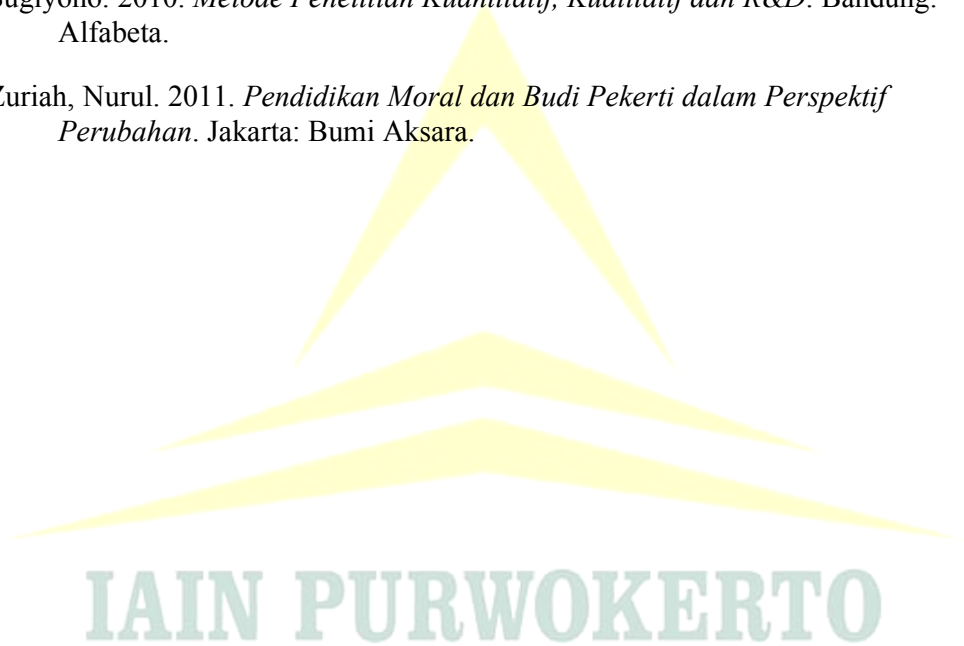 Sugiyono. 2010. Metode Penelitian Kuantitatif, Kualitatif dan R&D. Bandung:
Alfabeta.
Zuriah, Nurul. 2011. Pendidikan Moral dan Budi Pekerti dalam Perspektif
Perubahan. Jakarta: Bumi Aksara.
IAIN PURWOKERTO